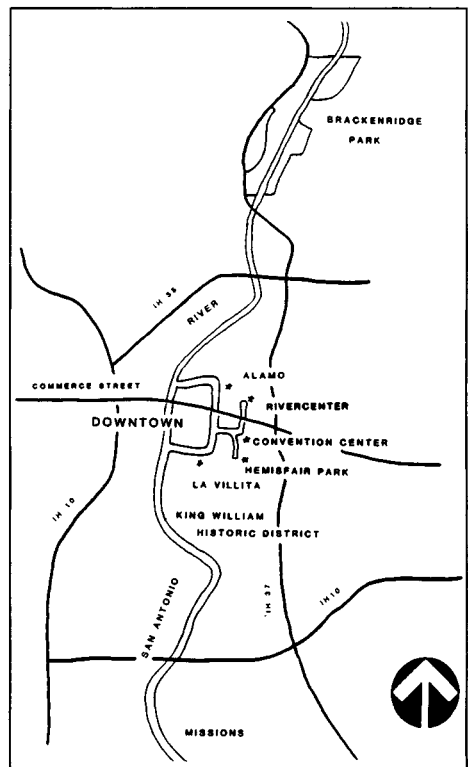 BRACKENRIDGE
PARK
IH 35
RIVER
ALAMO
COMMERCE STREET
RIVERCENTER
DOWNTOWN
CONVENTION CENTER
HEMISFAIR PARK
LA VILLITA
IH 10
KING WILLIAM
HISTORIC DISTRICT
SAN ANTONIO
IH 37
IH 10
MISSIONS